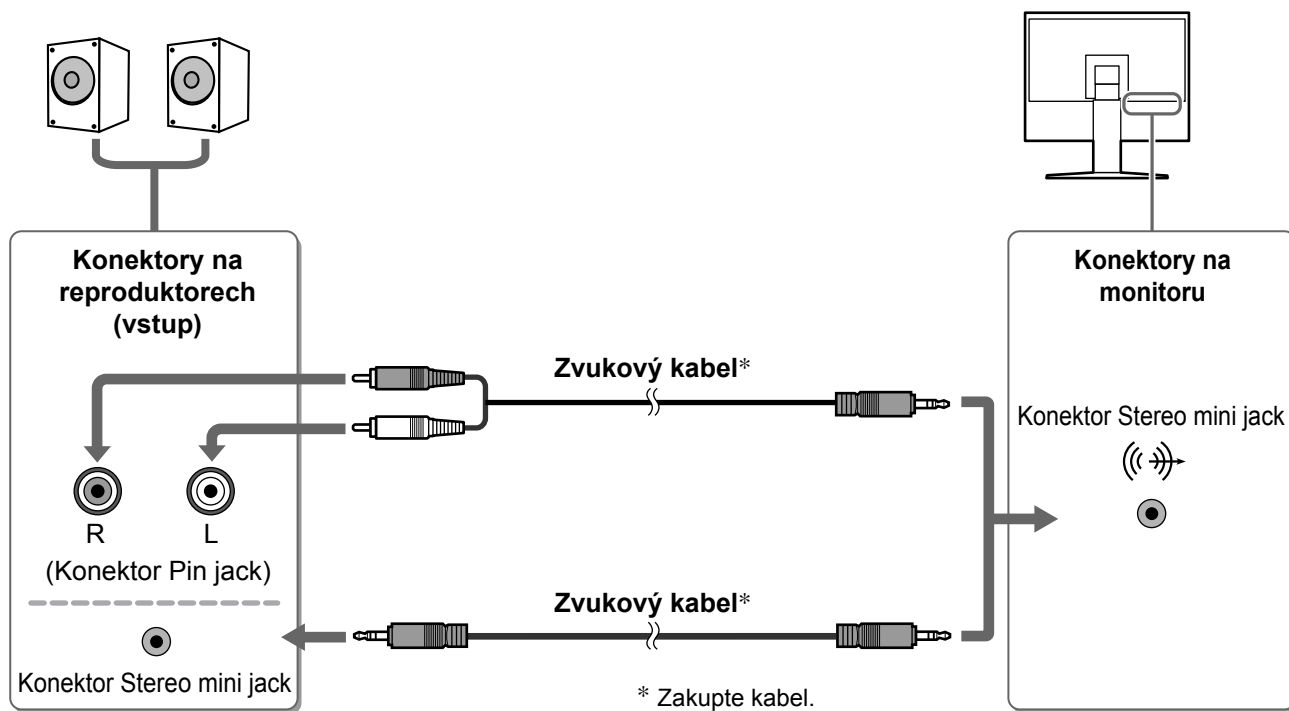 Konektory na
reproduktorech
(vstup)
R
L
(Konektor Pin jack)
Konektor Stereo mini jack
Zvukový kabel*
Zvukový kabel*
* Zakupte kabel.
Konektory na
monitoru
Konektor Stereo mini jack